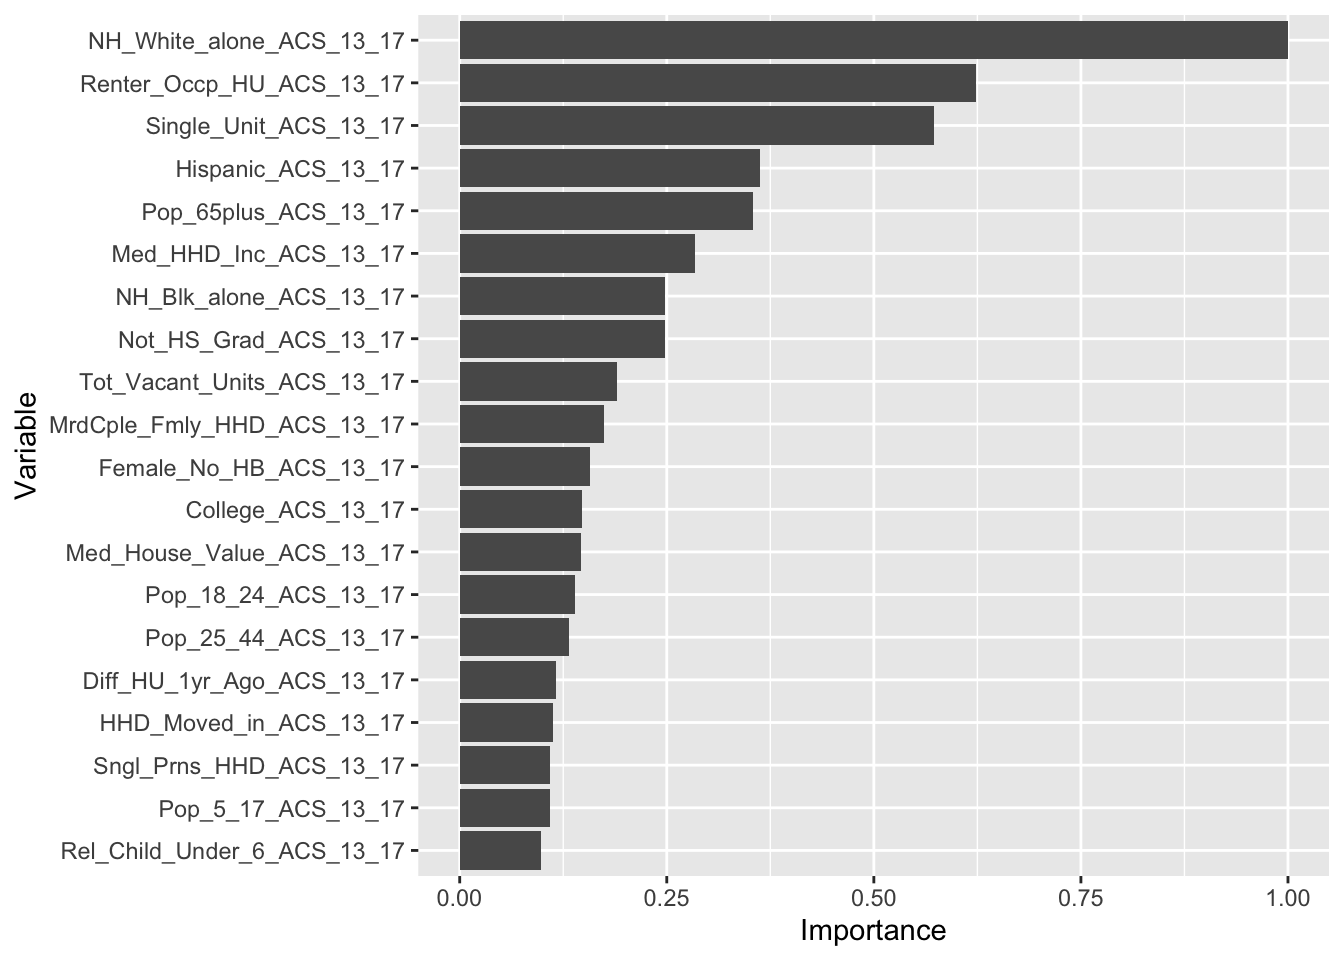 NH_White_alone_ACS_13_17
Renter_Occp_HU_ACS_13_17
Single_Unit_ACS_13_17
Hispanic_ACS_13_17
Pop_65plus_ACS_13_17
Med_HHD_Inc_ACS_13_17
NH_Blk_alone_ACS_13_17
Not_HS_Grad_ACS_13_17
Tot_Vacant_Units_ACS_13_17
MrdCple_Fmly_HHD_ACS_13_17
Female_No_HB_ACS_13_17
College_ACS_13_17
Med_House_Value_ACS_13_17
Pop_18_24_ACS_13_17
Pop_25_44_ACS_13_17
Diff_HU_1yr_Ago_ACS_13_17
HHD_Moved_in_ACS_13_17
Sngl_Prns_HHD_ACS_13_17
Pop_5_17_ACS_13_17
Rel_Child_Under_6_ACS_13_17
Variable
0.00 0.25 0.50 0.75 1.00
Importance